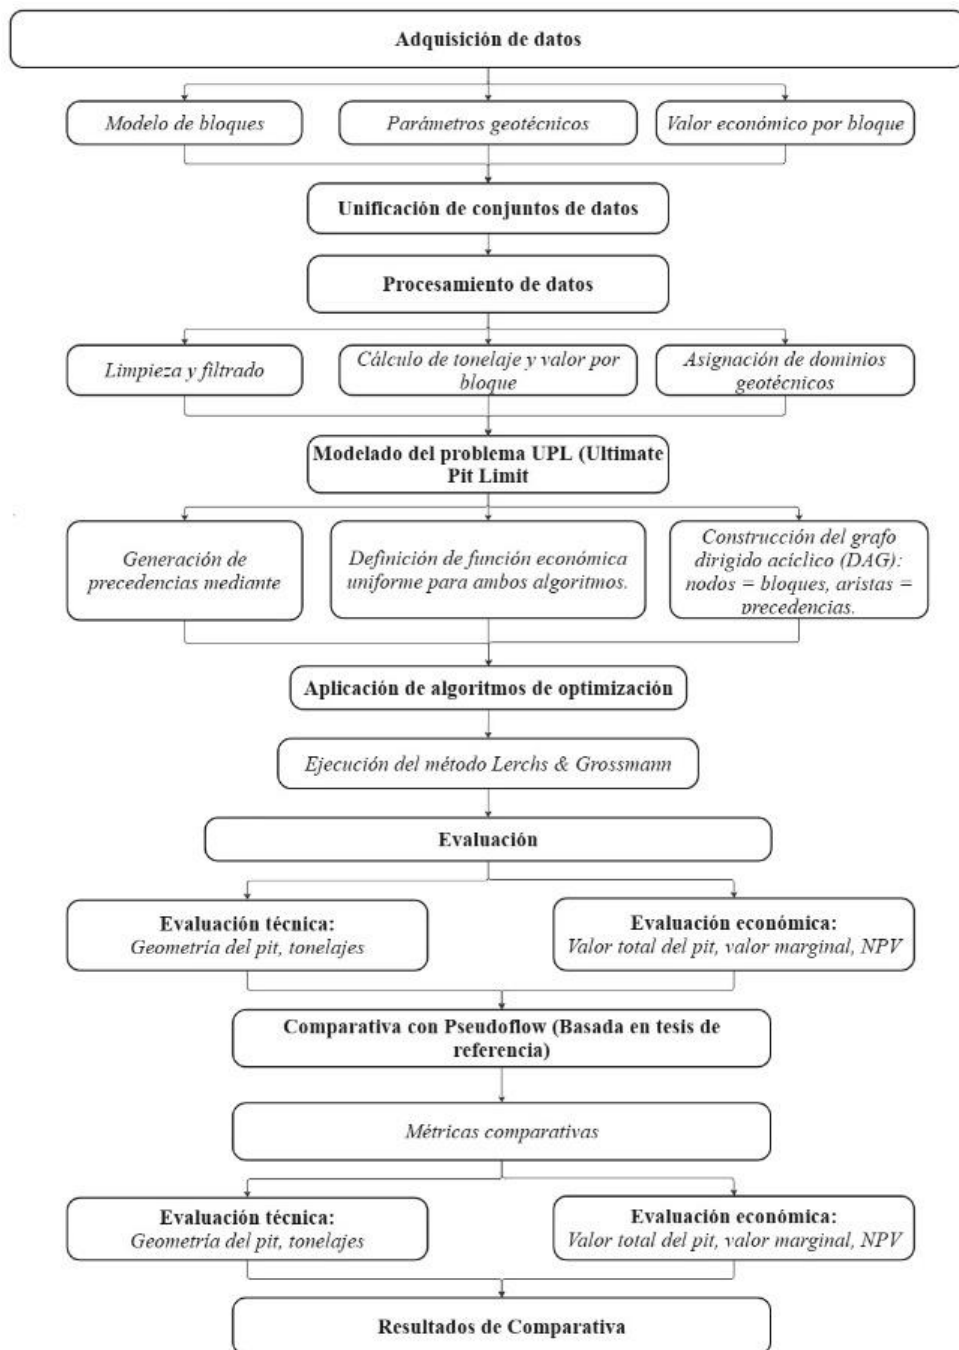 Adquisición de datos
Modelo de bloques
Parámetros geotécnicos
Valor económico por bloque
Unificación de conjuntos de datos
Procesamiento de datos
Limpieza y filtrado
Cálculo de tonelaje y valor por
bloque
Asignación de dominios
geotécnicos
Modelado del problema UPL (Ultimate
Pit Limit
Generación de
precedencias mediante
Definición de función económica
uniforme para ambos algoritmos.
Construcción del grafo
dirigido acíclico (DAG):
nodos = bloques, aristas =
precedencias.
Aplicación de algoritmos de optimización
Ejecución del método Lerchs & Grossmann
Evaluación
Evaluación técnica:
Geometría del pit, tonelajes
Evaluación económica:
Valor total del pit, valor marginal, NPV
Comparativa con Pseudoflow (Basada en tesis de
referencia)
Métricas comparativas
Evaluación técnica:
Geometría del pit, tonelajes
Evaluación económica:
Valor total del pit, valor marginal, NPV
Resultados de Comparativa